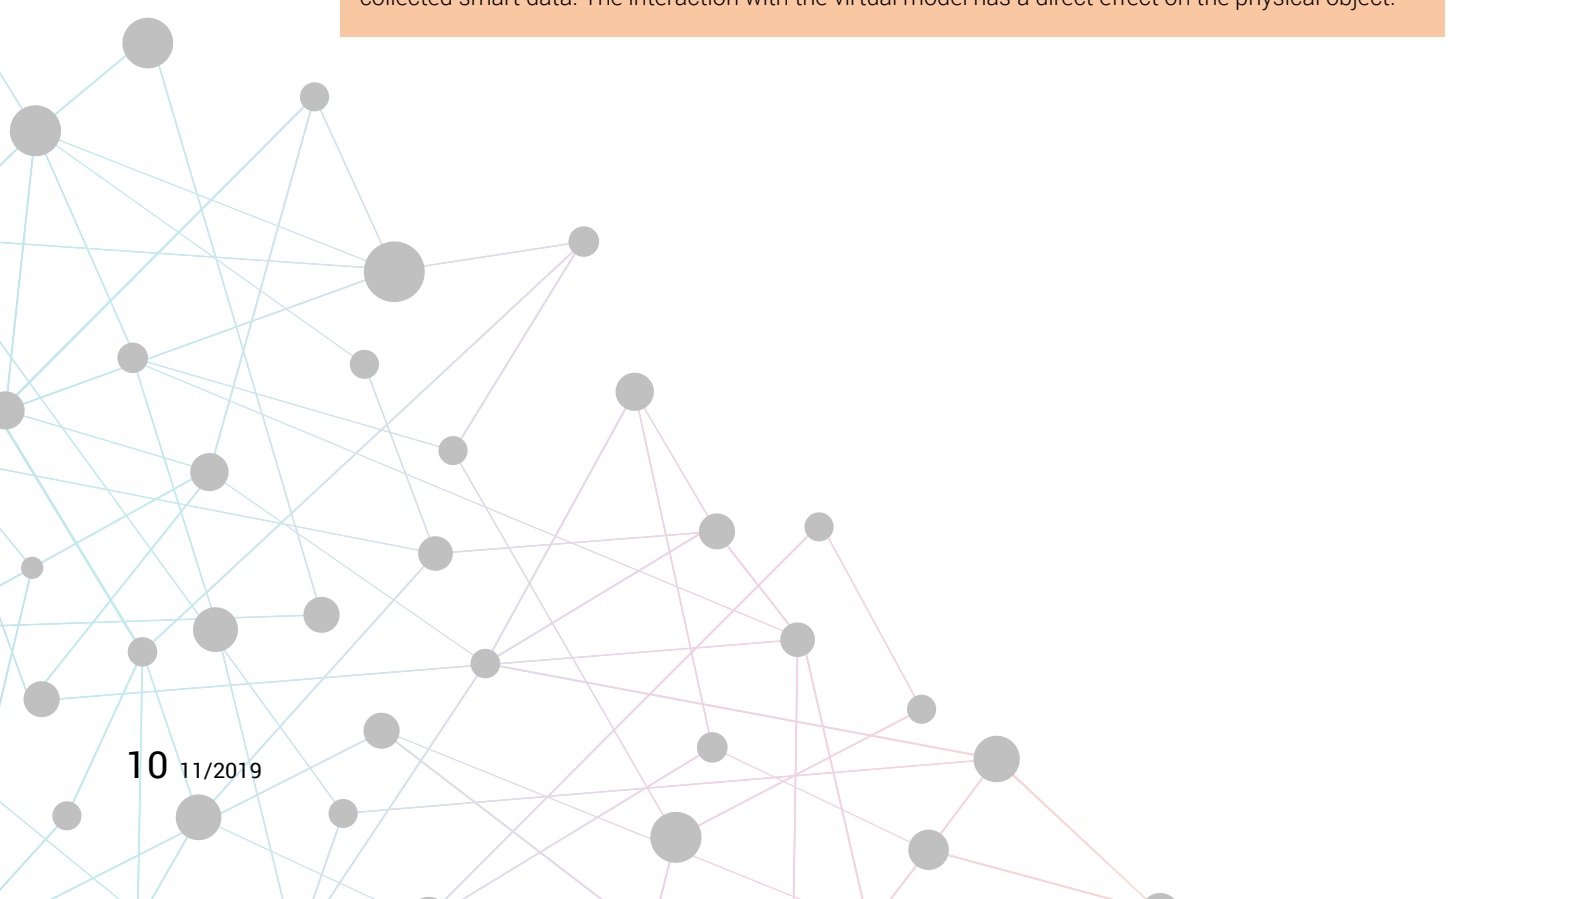 collected smart data. The interaction with the virtual model has a direct effect on the physical object.
10 11/2019